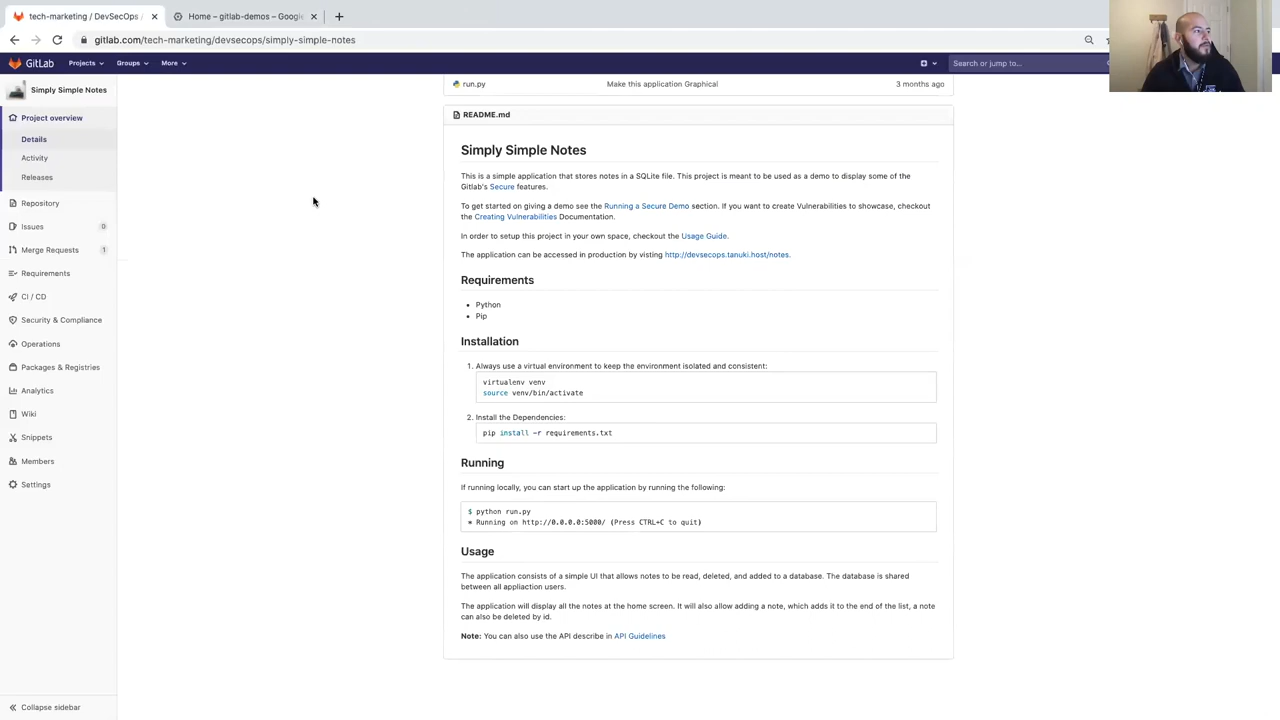 tech-marketing / DevSecOps /
Home – gitlab-demos – Google
gitlab.com/tech-marketing/devsecops/simply-simple-notes
GitLab
Projects
Groups
More
Search or jump to...
Simply Simple Notes
Project overview
Details
Activity
Releases
Repository
Issues 0
Merge Requests 1
Requirements
CI / CD
Security & Compliance
Operations
Packages & Registries
Analytics
Wiki
Snippets
Members
Settings
Collapse sidebar
run.py Make this application Graphical 3 months ago
README.md
Simply Simple Notes
This is a simple application that stores notes in a SQLite file. This project is meant to be used as a demo to display some of the
Gitlab's Secure features.
To get started on giving a demo see the Running a Secure Demo section. If you want to create Vulnerabilities to showcase, checkout
the Creating Vulnerabilities Documentation.
In order to setup this project in your own space, checkout the Usage Guide.
The application can be accessed in production by visting http://devsecops.tanuki.host/notes.
Requirements
• Python
• Pip
Installation
1. Always use a virtual environment to keep the environment isolated and consistent:
virtualenv venv
source venv/bin/activate
2. Install the Dependencies:
pip install -r requirements.txt
Running
If running locally, you can start up the application by running the following:
$ python run.py
* Running on http://0.0.0.0:5000/ (Press CTRL+C to quit)
Usage
The application consists of a simple UI that allows notes to be read, deleted, and added to a database. The database is shared
between all appliaction users.
The application will display all the notes at the home screen. It will also allow adding a note, which adds it to the end of the list, a note
can also be deleted by id.
Note: You can also use the API describe in API Guidelines